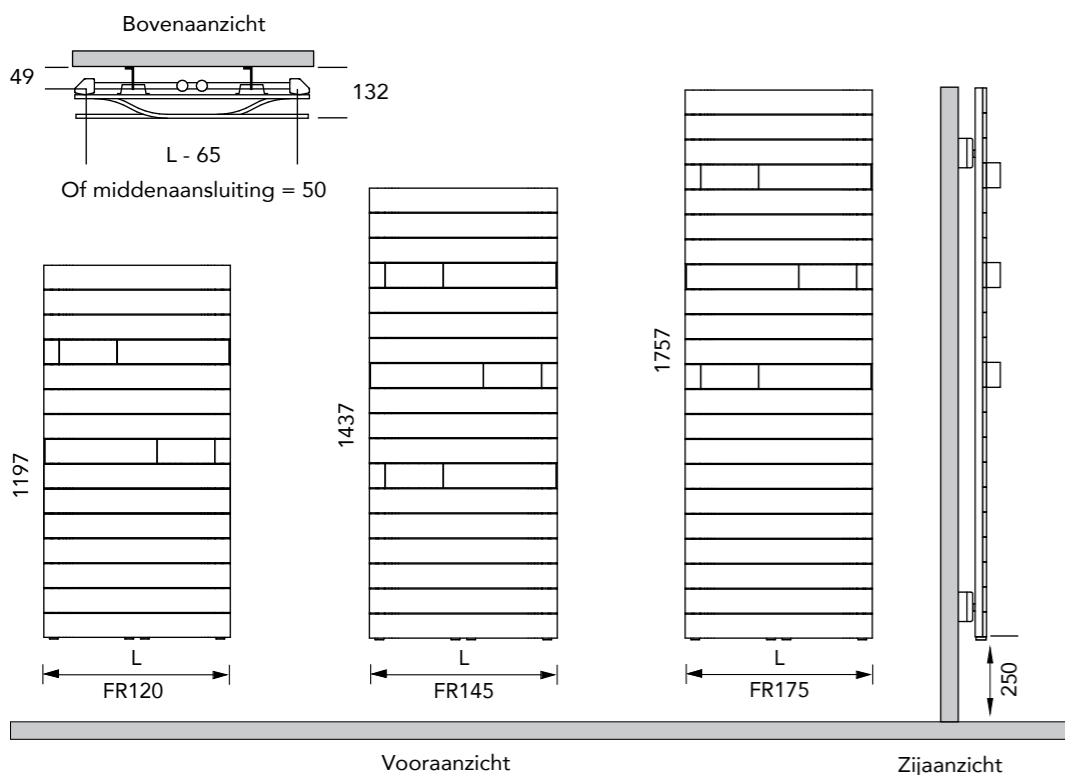 Bovenaanzicht
49
132
L - 65
Of middenaansluiting = 50
1197
1437
1757
L
FR120
L
FR145
L
FR175
250
Vooraanzicht
Zijaanzicht